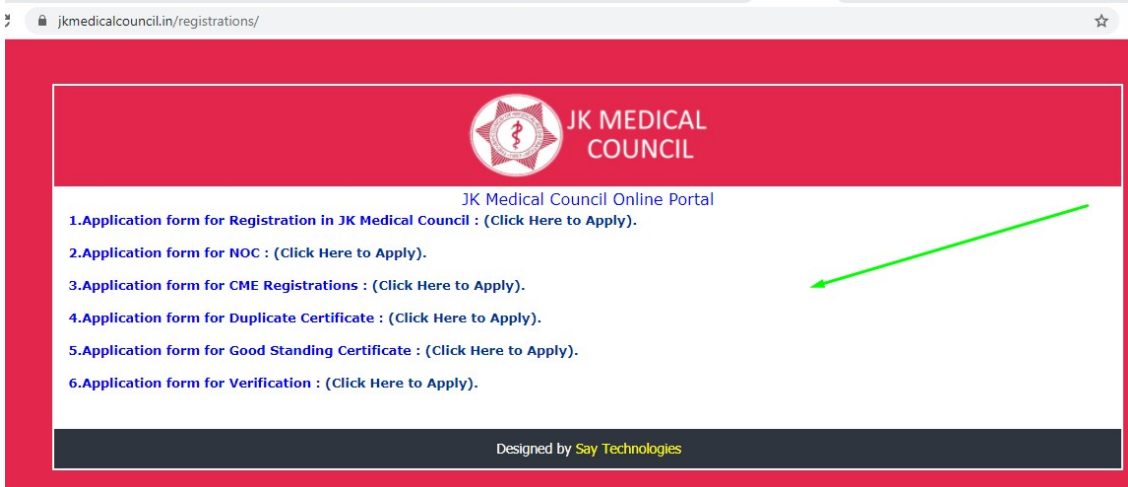 jkmedicalcouncil.in/registrations/
JK MEDICAL
COUNCIL
JK Medical Council Online Portal
1.Application form for Registration in JK Medical Council : (Click Here to Apply).
2.Application form for NOC : (Click Here to Apply).
3.Application form for CME Registrations : (Click Here to Apply).
4.Application form for Duplicate Certificate : (Click Here to Apply).
5.Application form for Good Standing Certificate : (Click Here to Apply).
6.Application form for Verification : (Click Here to Apply).
Designed by Say Technologies